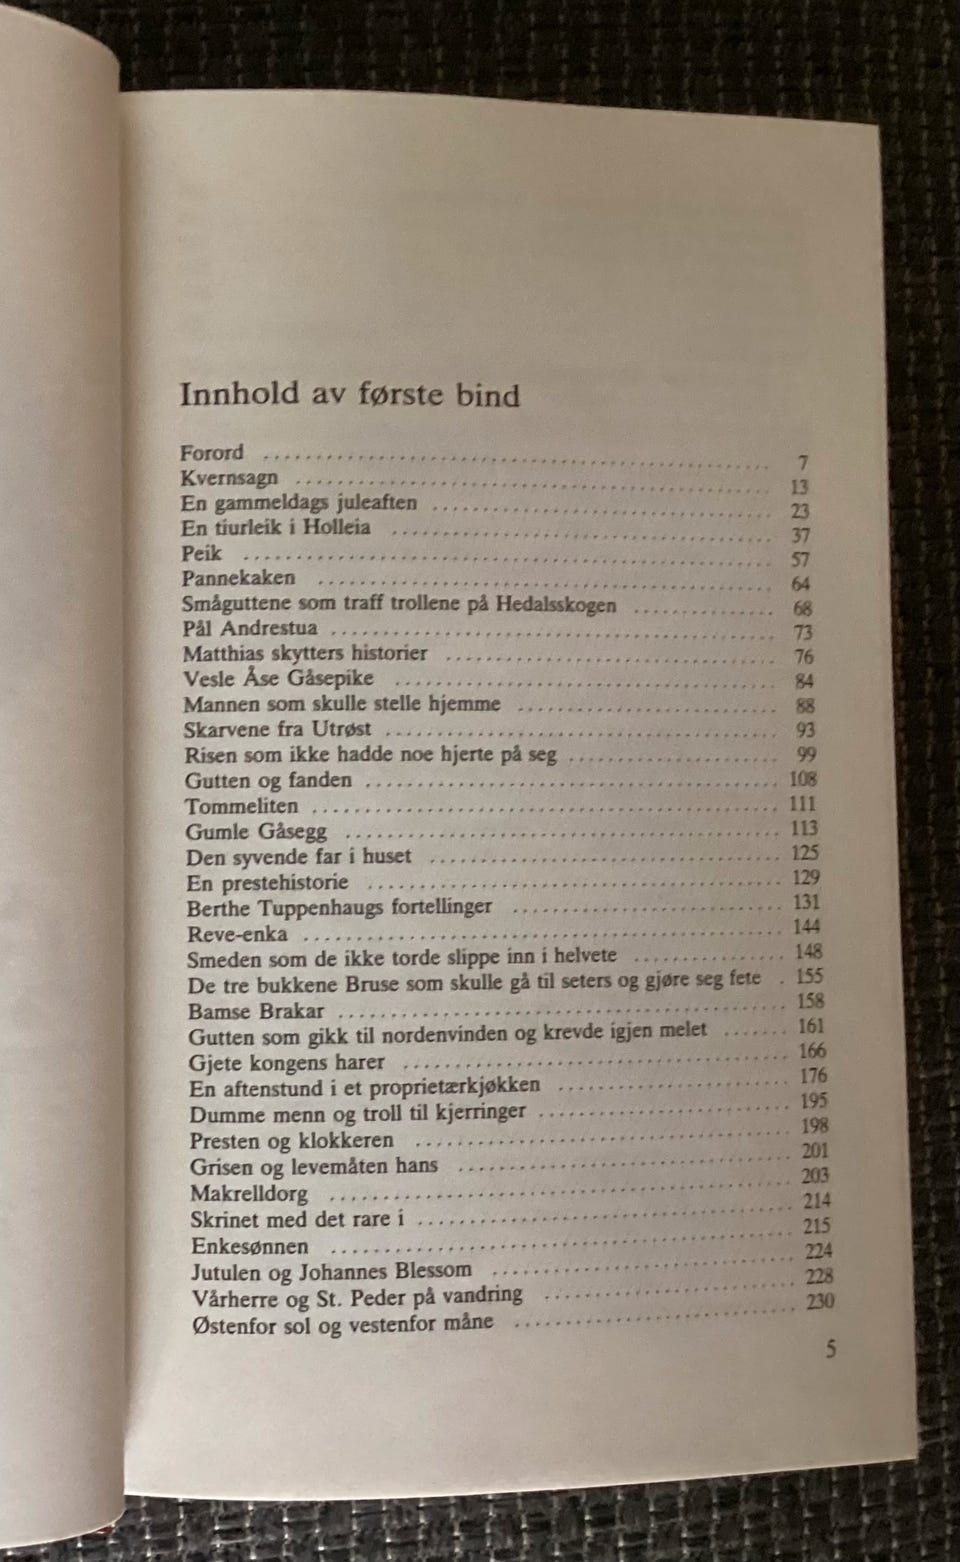 Innhold av første bind
Forord ........ 7
Kvernsagn ........ 13
En gammeldags juleaften ........ 23
En tiurleik i Holleia ........ 37
Peik ........ 57
Pannekaken ........ 64
Småguttene som traff trollene på Hedalsskogen ........ 68
Pål Andrestua ........ 73
Matthias skytters historier ........ 76
Vesle Åse Gåsepike ........ 84
Mannen som skulle stelle hjemme ........ 88
Skarvene fra Utrøst ........ 93
Risen som ikke hadde noe hjerte på seg ........ 99
Gutten og fanden ........ 108
Tommeliten ........ 111
Gumle Gåsegg ........ 113
Den syvende far i huset ........ 125
En prestehistorie ........ 129
Berthe Tuppenhaugs fortellinger ........ 131
Reve-enka ........ 144
Smeden som de ikke torde slippe inn i helvete ........ 148
De tre bukkene Bruse som skulle gå til seters og gjøre seg fete . 155
Bamse Brakar ........ 158
Gutten som gikk til nordenvinden og krevde igjen melet ........ 161
Gjete kongens harer ........ 166
En aftenstund i et proprietærkjøkken ........ 176
Dumme menn og troll til kjerringer ........ 195
Presten og klokkeren ........ 198
Grisen og levemåten hans ........ 201
Makrelldorg ........ 203
Skrinet med det rare i ........ 214
Enkesønnen ........ 215
Jutulen og Johannes Blessom ........ 224
Vårherre og St. Peder på vandring ........ 228
Østenfor sol og vestenfor måne ........ 230
5